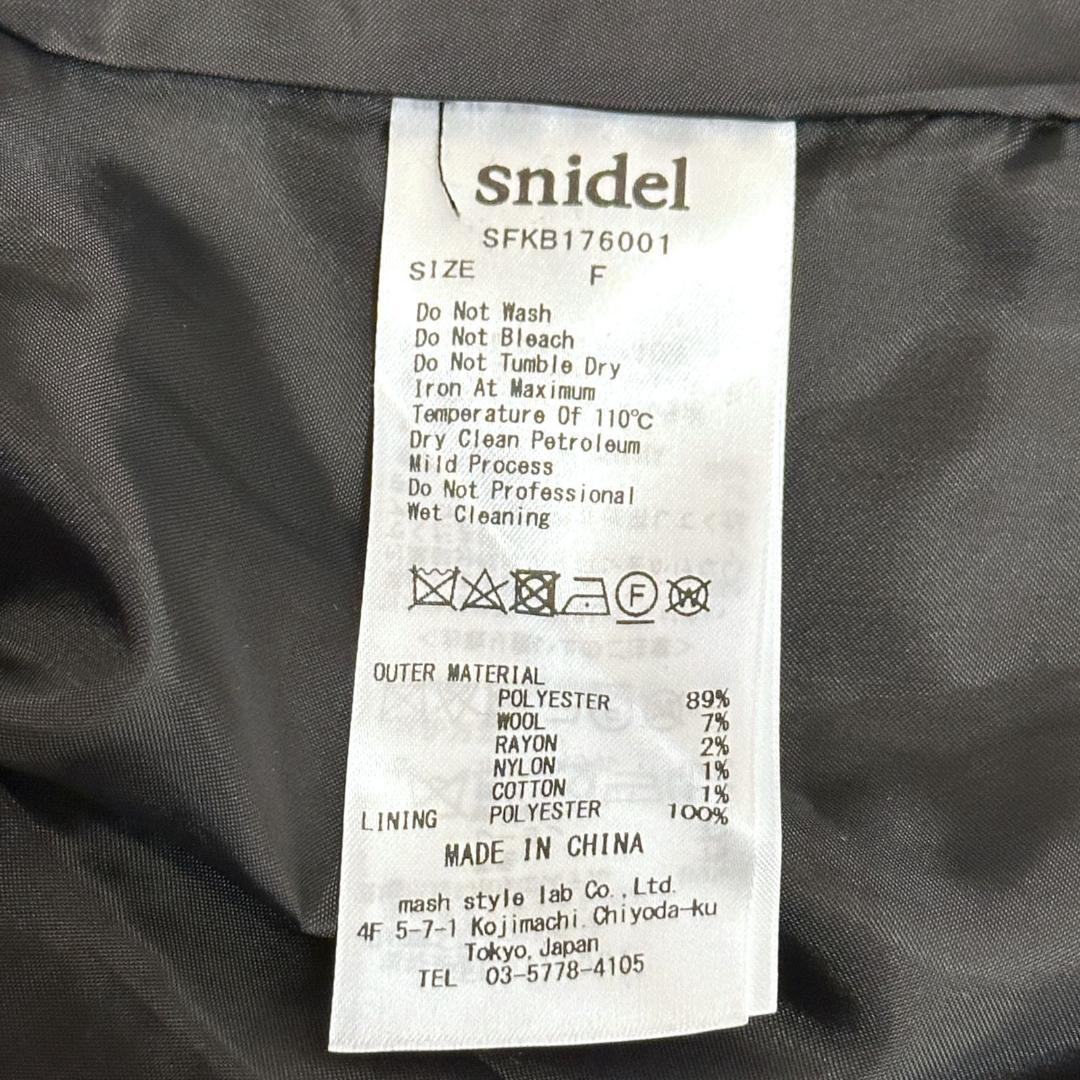 snidel
SFKB176001
SIZE F
Do Not Wash
Do Not Bleach
Do Not Tumble Dry
Iron At Maximum
Temperature Of 110℃
Dry Clean Petroleum
Mild Process
Do Not Professional
Wet Cleaning
F W
OUTER MATERIAL
POLYESTER 89%
WOOL 7%
RAYON 2%
NYLON 1%
COTTON 1%
LINING POLYESTER 100%
MADE IN CHINA
mash style lab Co.,Ltd.
4F 5-7-1 Kojimachi.Chiyoda-ku
Tokyo,Japan
TEL 03-5778-4105